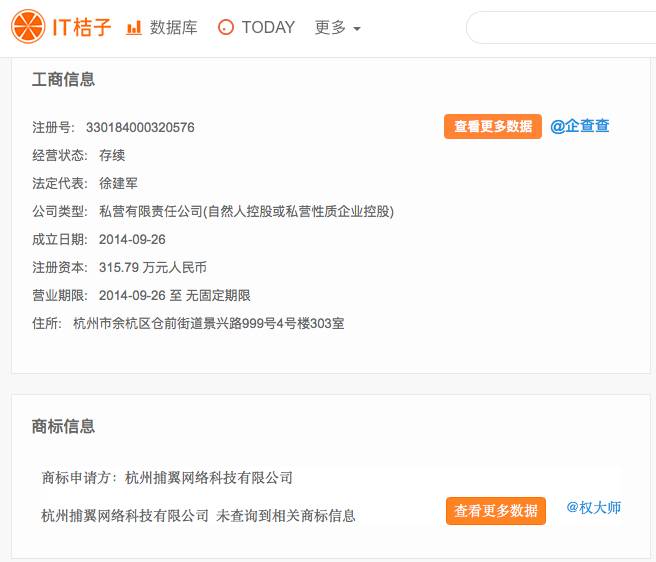 IT桔子 数据库 TODAY 更多
工商信息
注册号: 330184000320576 查看更多数据 @企查查
经营状态: 存续
法定代表: 徐建军
公司类型: 私营有限责任公司(自然人控股或私营性质企业控股)
成立日期: 2014-09-26
注册资本: 315.79 万元人民币
营业期限: 2014-09-26 至 无固定期限
住所: 杭州市余杭区仓前街道景兴路999号4号楼303室
商标信息
商标申请方：杭州捕翼网络科技有限公司
杭州捕翼网络科技有限公司 未查询到相关商标信息 查看更多数据 @权大师